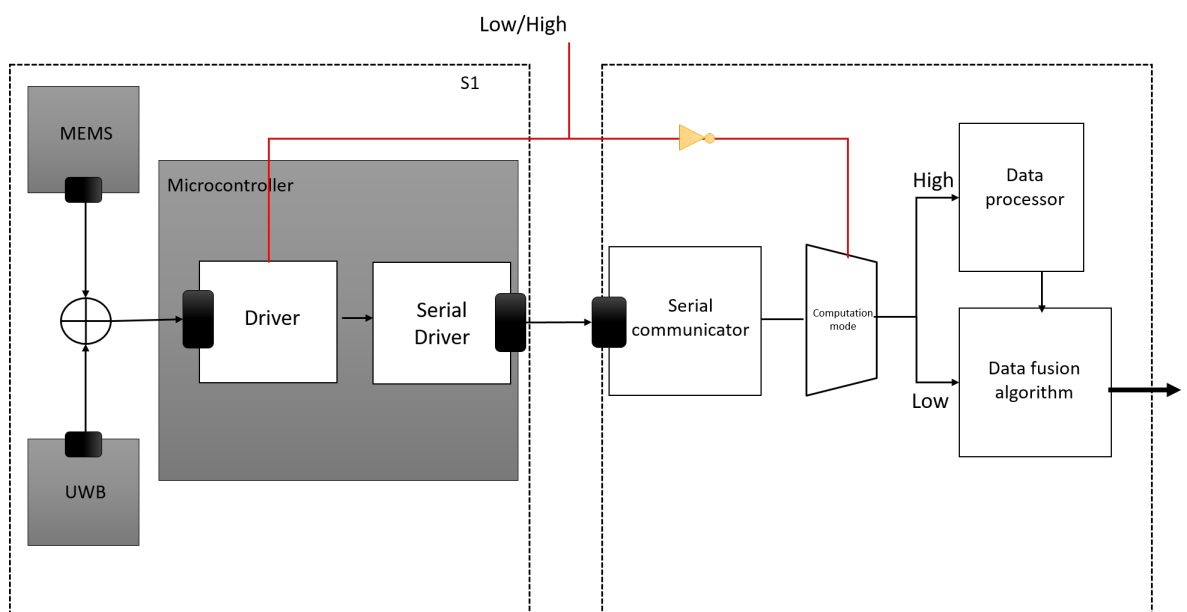 Low/High
S1
MEMS
Microcontroller
Driver
Serial
Driver
UWB
Serial
communicator
Computation
mode
High
Low
Data
processor
Data fusion
algorithm